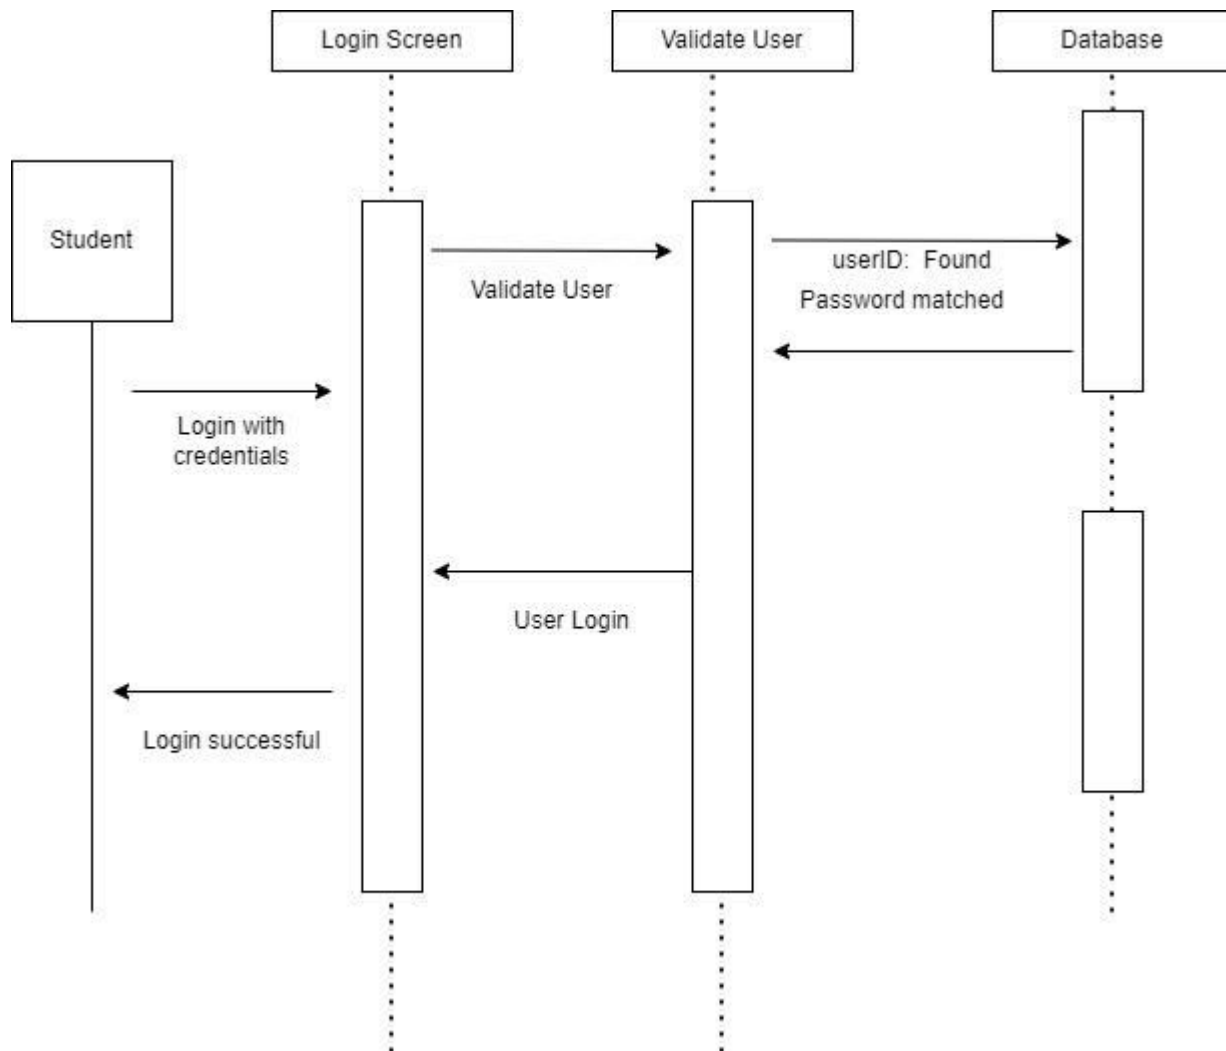 Login Screen
Validate User
Database
Student
Validate User
userID: Found
Password matched
Login with
credentials
User Login
Login successful